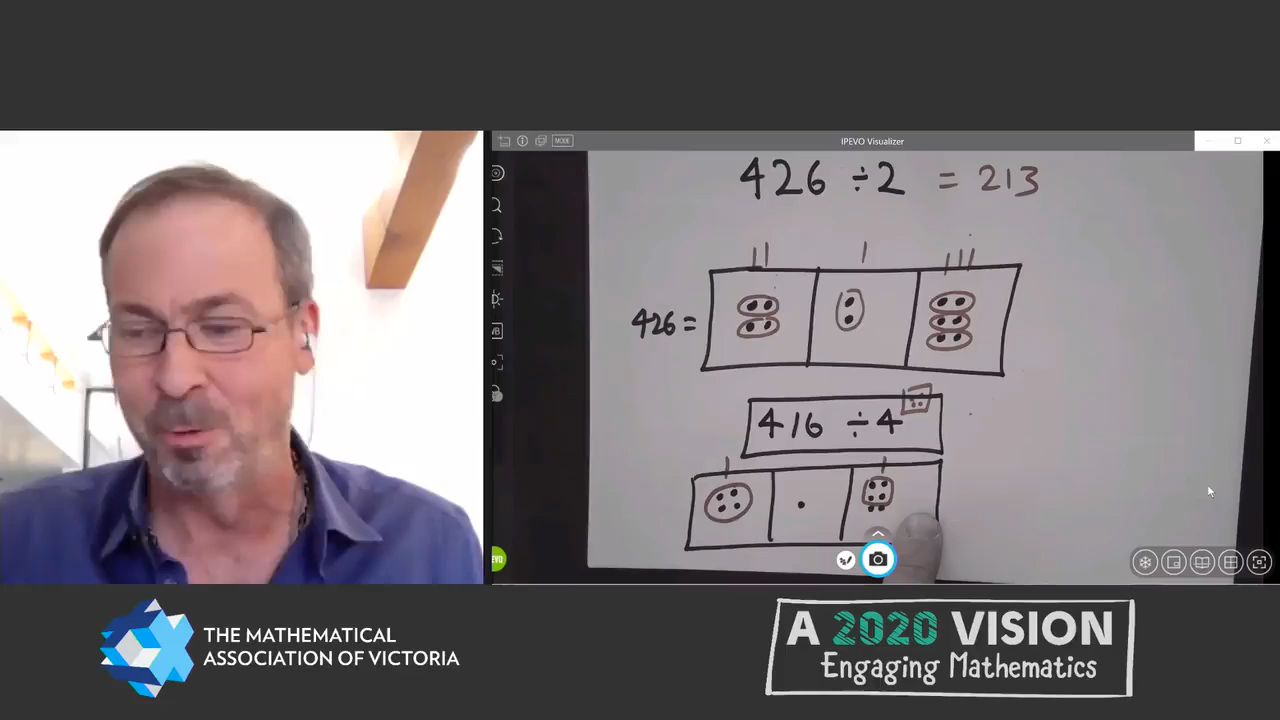 IPEVO Visualizer
MODE
426 ÷2 = 213
426 =
416 ÷4
THE MATHEMATICAL
ASSOCIATION OF VICTORIA
A 2020 VISION
Engaging Mathematics